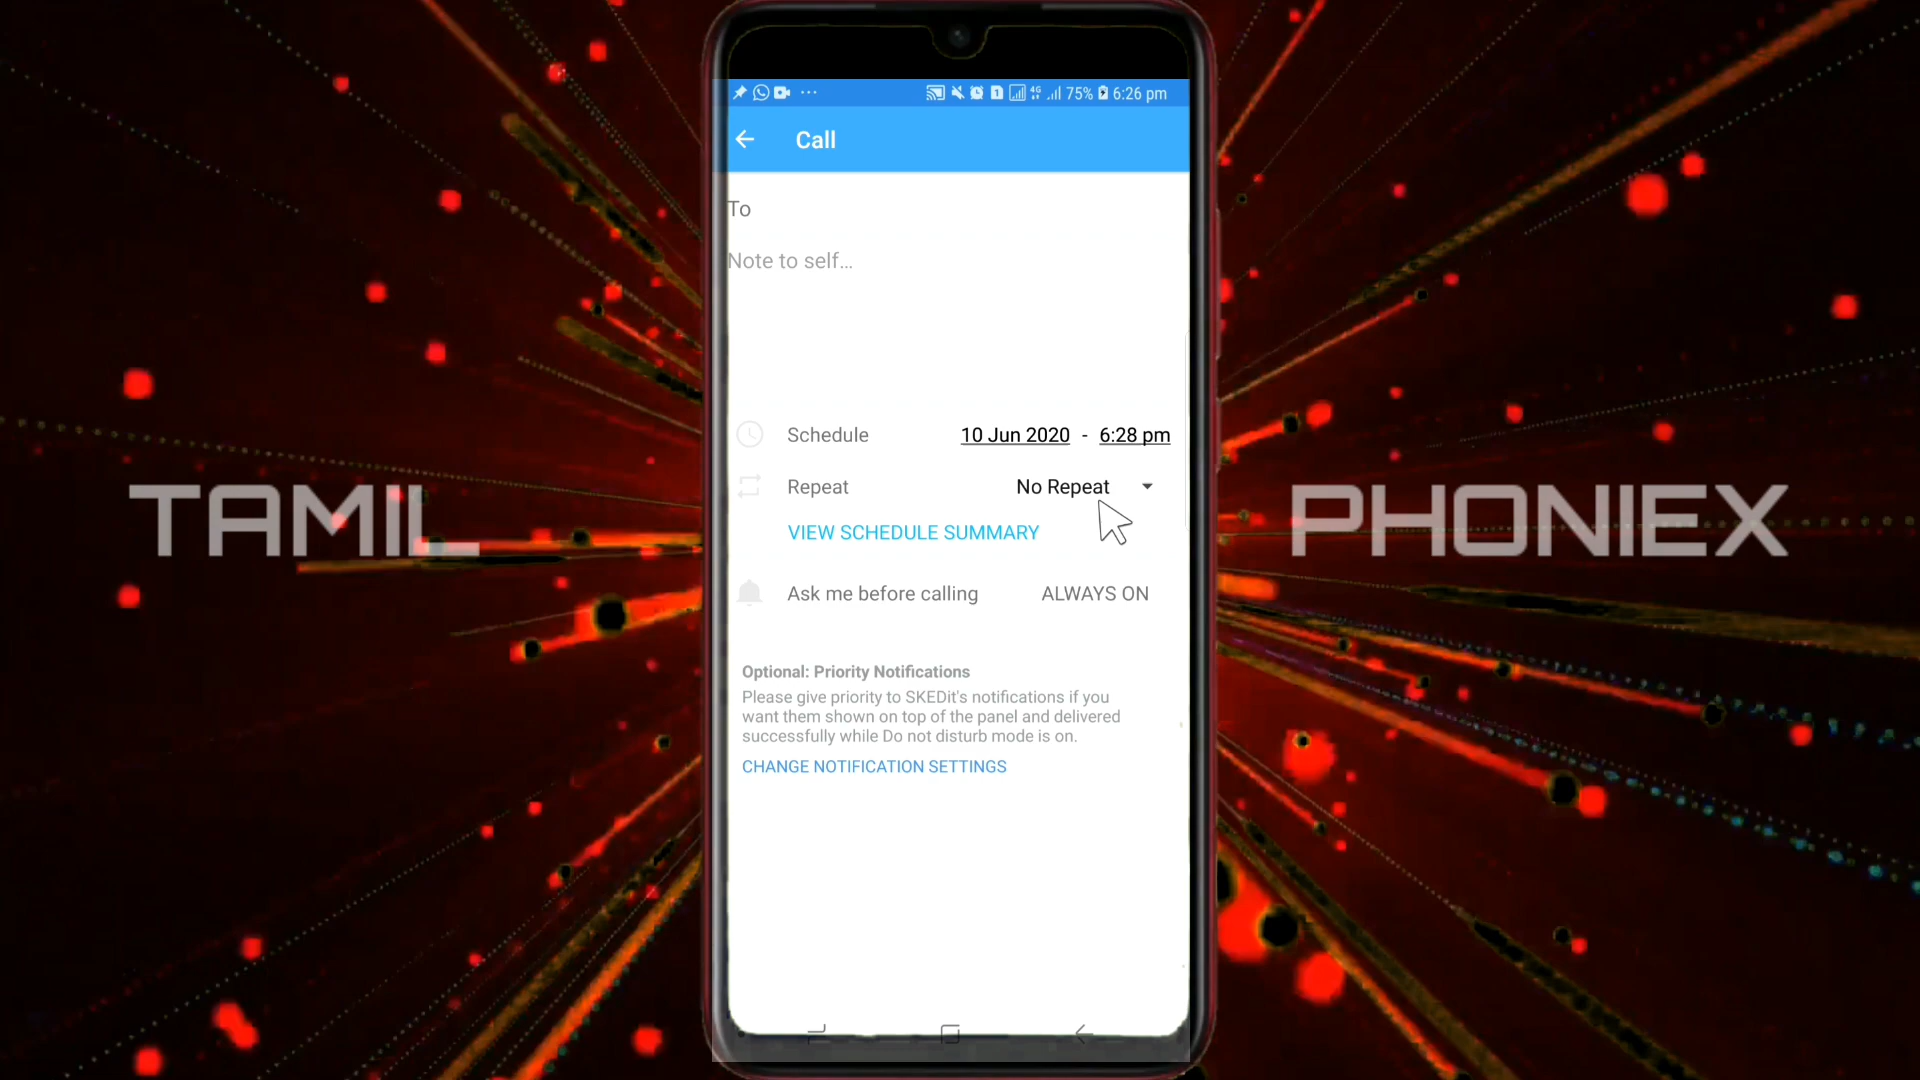 75% 6:26 pm
Call
To
Note to self...
Schedule 10 Jun 2020 - 6:28 pm
Repeat No Repeat
VIEW SCHEDULE SUMMARY
Ask me before calling ALWAYS ON
Optional: Priority Notifications
Please give priority to SKEDit's notifications if you
want them shown on top of the panel and delivered
successfully while Do not disturb mode is on.
CHANGE NOTIFICATION SETTINGS
TAMIL PHONIEX